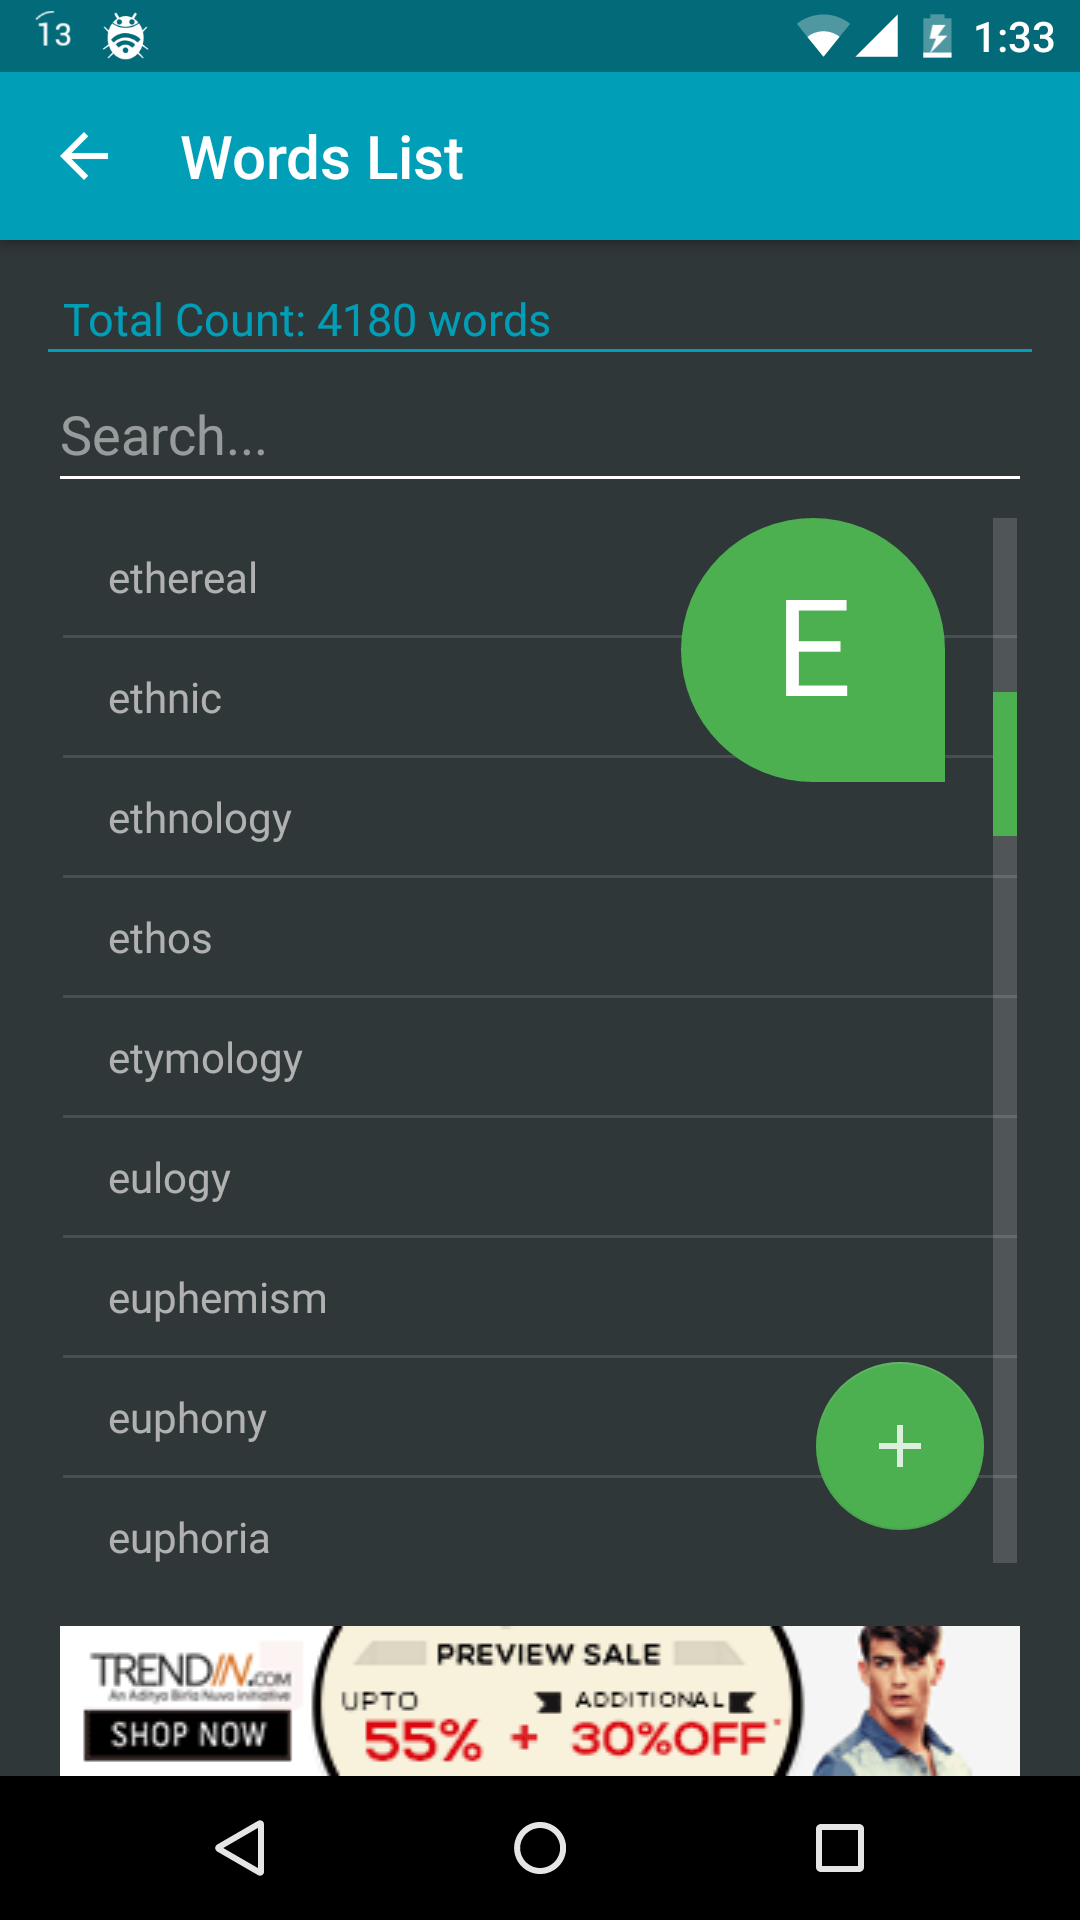 13
1:33
Words List
Total Count: 4180 words
Search...
ethereal
E
ethnic
ethnology
ethos
etymology
eulogy
euphemism
euphony
euphoria
TRENDIN.COM
An Aditya Birla Nuvo Initiative
SHOP NOW
PREVIEW SALE
UPTO
ADDITIONAL
55% + 30%OFF*